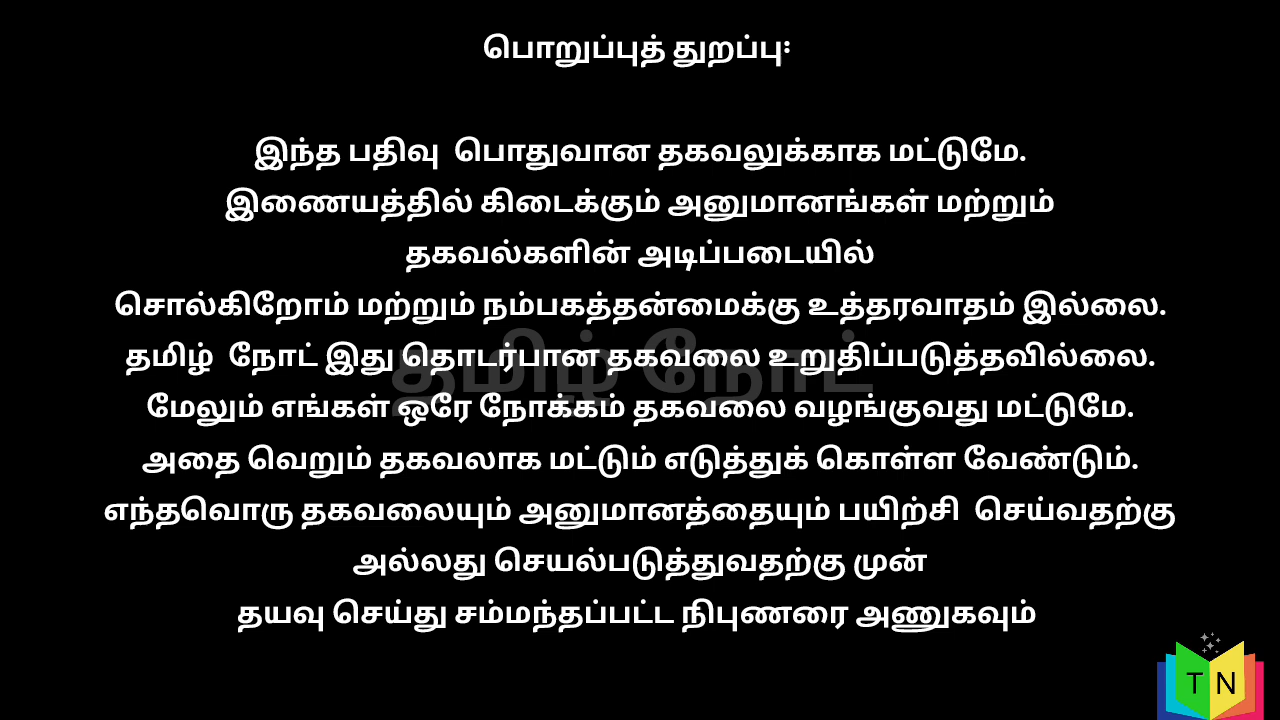 பொறுப்புத் துறப்பு:
இந்த பதிவு பொதுவான தகவலுக்காக மட்டுமே.
இணையத்தில் கிடைக்கும் அனுமானங்கள் மற்றும்
தகவல்களின் அடிப்படையில்
சொல்கிறோம் மற்றும் நம்பகத்தன்மைக்கு உத்தரவாதம் இல்லை.
தமிழ் நோட் இது தொடர்பான தகவலை உறுதிப்படுத்தவில்லை.
தமிழ் நோட்
மேலும் எங்கள் ஒரே நோக்கம் தகவலை வழங்குவது மட்டுமே.
அதை வெறும் தகவலாக மட்டும் எடுத்துக் கொள்ள வேண்டும்.
எந்தவொரு தகவலையும் அனுமானத்தையும் பயிற்சி செய்வதற்கு
அல்லது செயல்படுத்துவதற்கு முன்
தயவு செய்து சம்மந்தப்பட்ட நிபுணரை அணுகவும்
T N